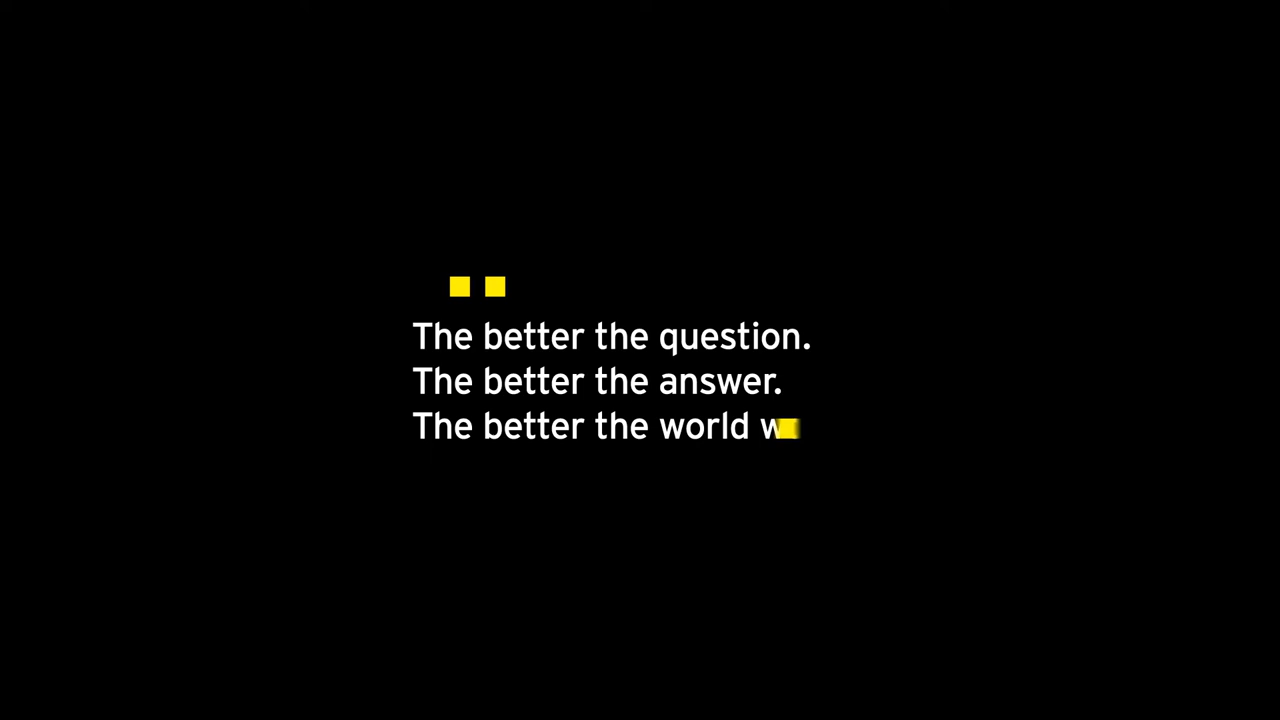 The better the question.
The better the answer.
The better the world w